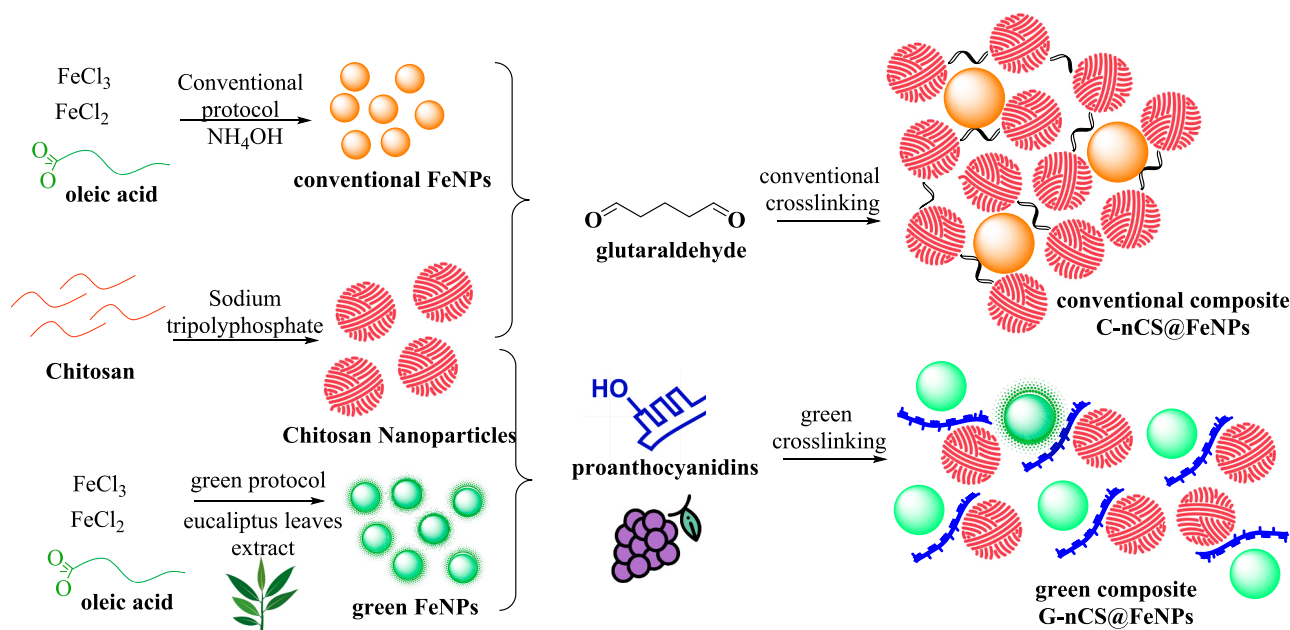 FeCl3
FeCl2
O
O
oleic acid
Conventional
protocol
NH4OH
conventional FeNPs
Chitosan
Sodium
tripolyphosphate
Chitosan Nanoparticles
FeCl3
FeCl2
O
O
oleic acid
green protocol
eucaliptus leaves
extract
green FeNPs
O
O
glutaraldehyde
conventional
crosslinking
conventional composite
C-nCS@FeNPs
HO
proanthocyanidins
green
crosslinking
green composite
G-nCS@FeNPs